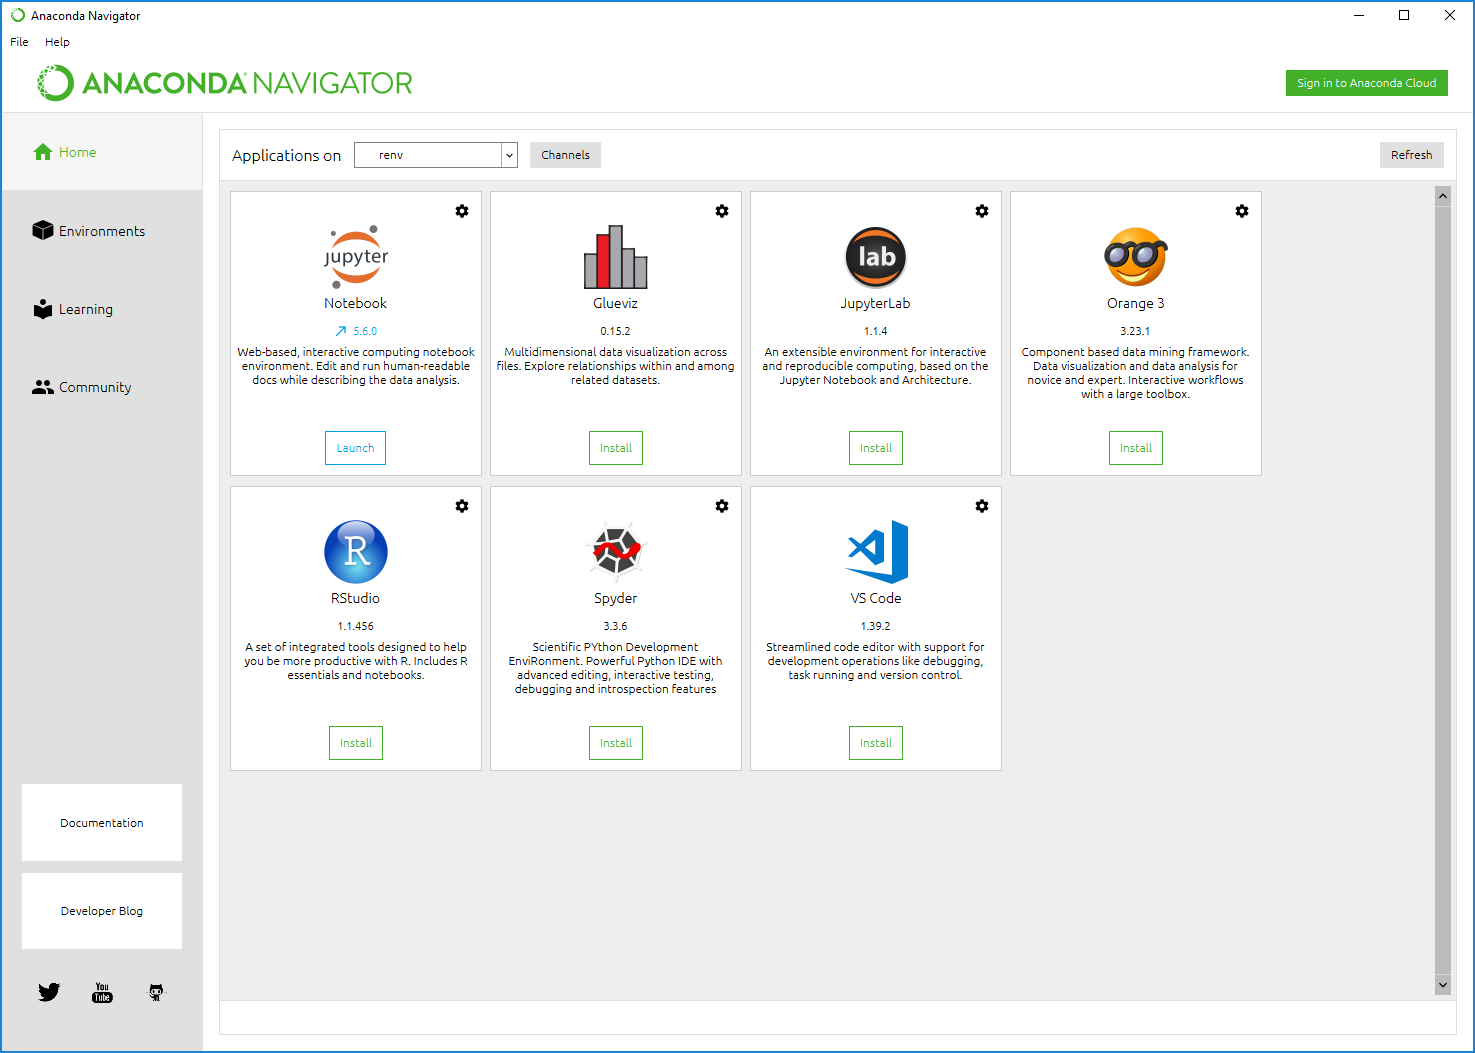 Anaconda Navigator
File Help
ANACONDA NAVIGATOR
Sign in to Anaconda Cloud
Home
Environments
Learning
Community
Documentation
Developer Blog
You
Tube
Applications on renv Channels Refresh
jupyter
Notebook
5.6.0
Web-based, interactive computing notebook
environment. Edit and run human-readable
docs while describing the data analysis.
Launch
Glueviz
0.15.2
Multidimensional data visualization across
files. Explore relationships within and among
related datasets.
Install
lab
JupyterLab
1.1.4
An extensible environment for interactive
and reproducible computing, based on the
Jupyter Notebook and Architecture.
Install
Orange 3
3.23.1
Component based data mining framework.
Data visualization and data analysis for
novice and expert. Interactive workflows
with a large toolbox.
Install
R
RStudio
1.1.456
A set of integrated tools designed to help
you be more productive with R. Includes R
essentials and notebooks.
Install
Spyder
3.3.6
Scientific PYthon Development
EnviRonment. Powerful Python IDE with
advanced editing, interactive testing,
debugging and introspection features
Install
VS Code
1.39.2
Streamlined code editor with support for
development operations like debugging,
task running and version control.
Install